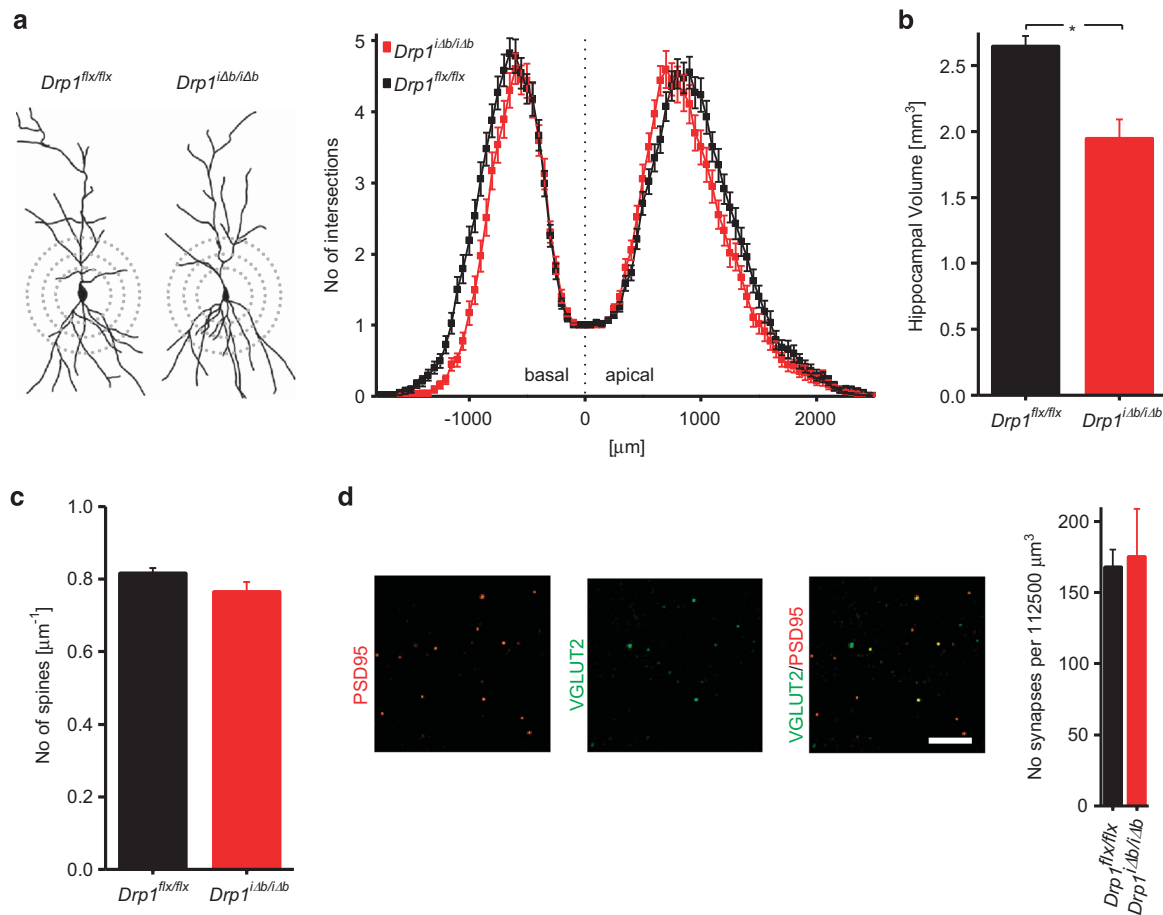 a
Drp1flx/flx
Drp1iΔb/iΔb
No of intersections
5
4
3
2
1
0
Drp1iΔb/iΔb
Drp1flx/flx
basal
apical
-1000
0
1000
2000
[μm]
b
*
Hippocampal Volume [mm3]
2.5
2.0
1.5
1.0
0.5
0.0
Drp1flx/flx
Drp1iΔb/iΔb
c
No of spines [μm-1]
1.0
0.8
0.6
0.4
0.2
0.0
Drp1flx/flx
Drp1iΔb/iΔb
d
PSD95
VGLUT2
VGLUT2/PSD95
No synapses per 112500 μm3
200
150
100
50
0
Drp1flx/flx
Drp1iΔb/iΔb